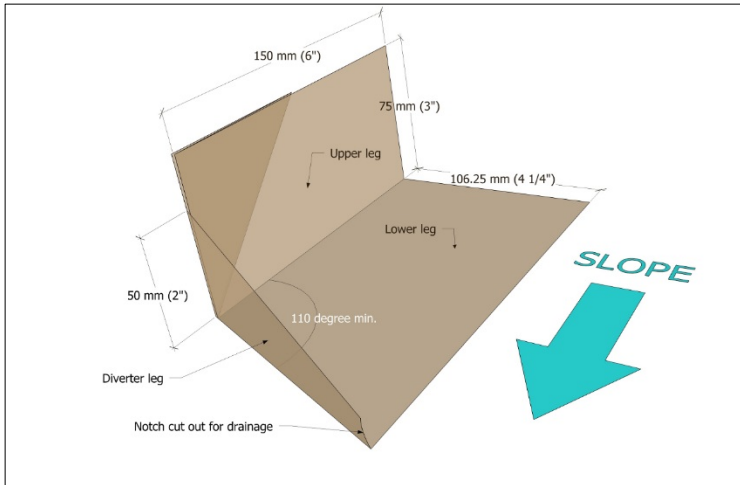 150 mm (6")
75 mm (3")
Upper leg
106.25 mm (4 1/4")
Lower leg
SLOPE
50 mm (2")
110 degree min.
Diverter leg
Notch cut out for drainage